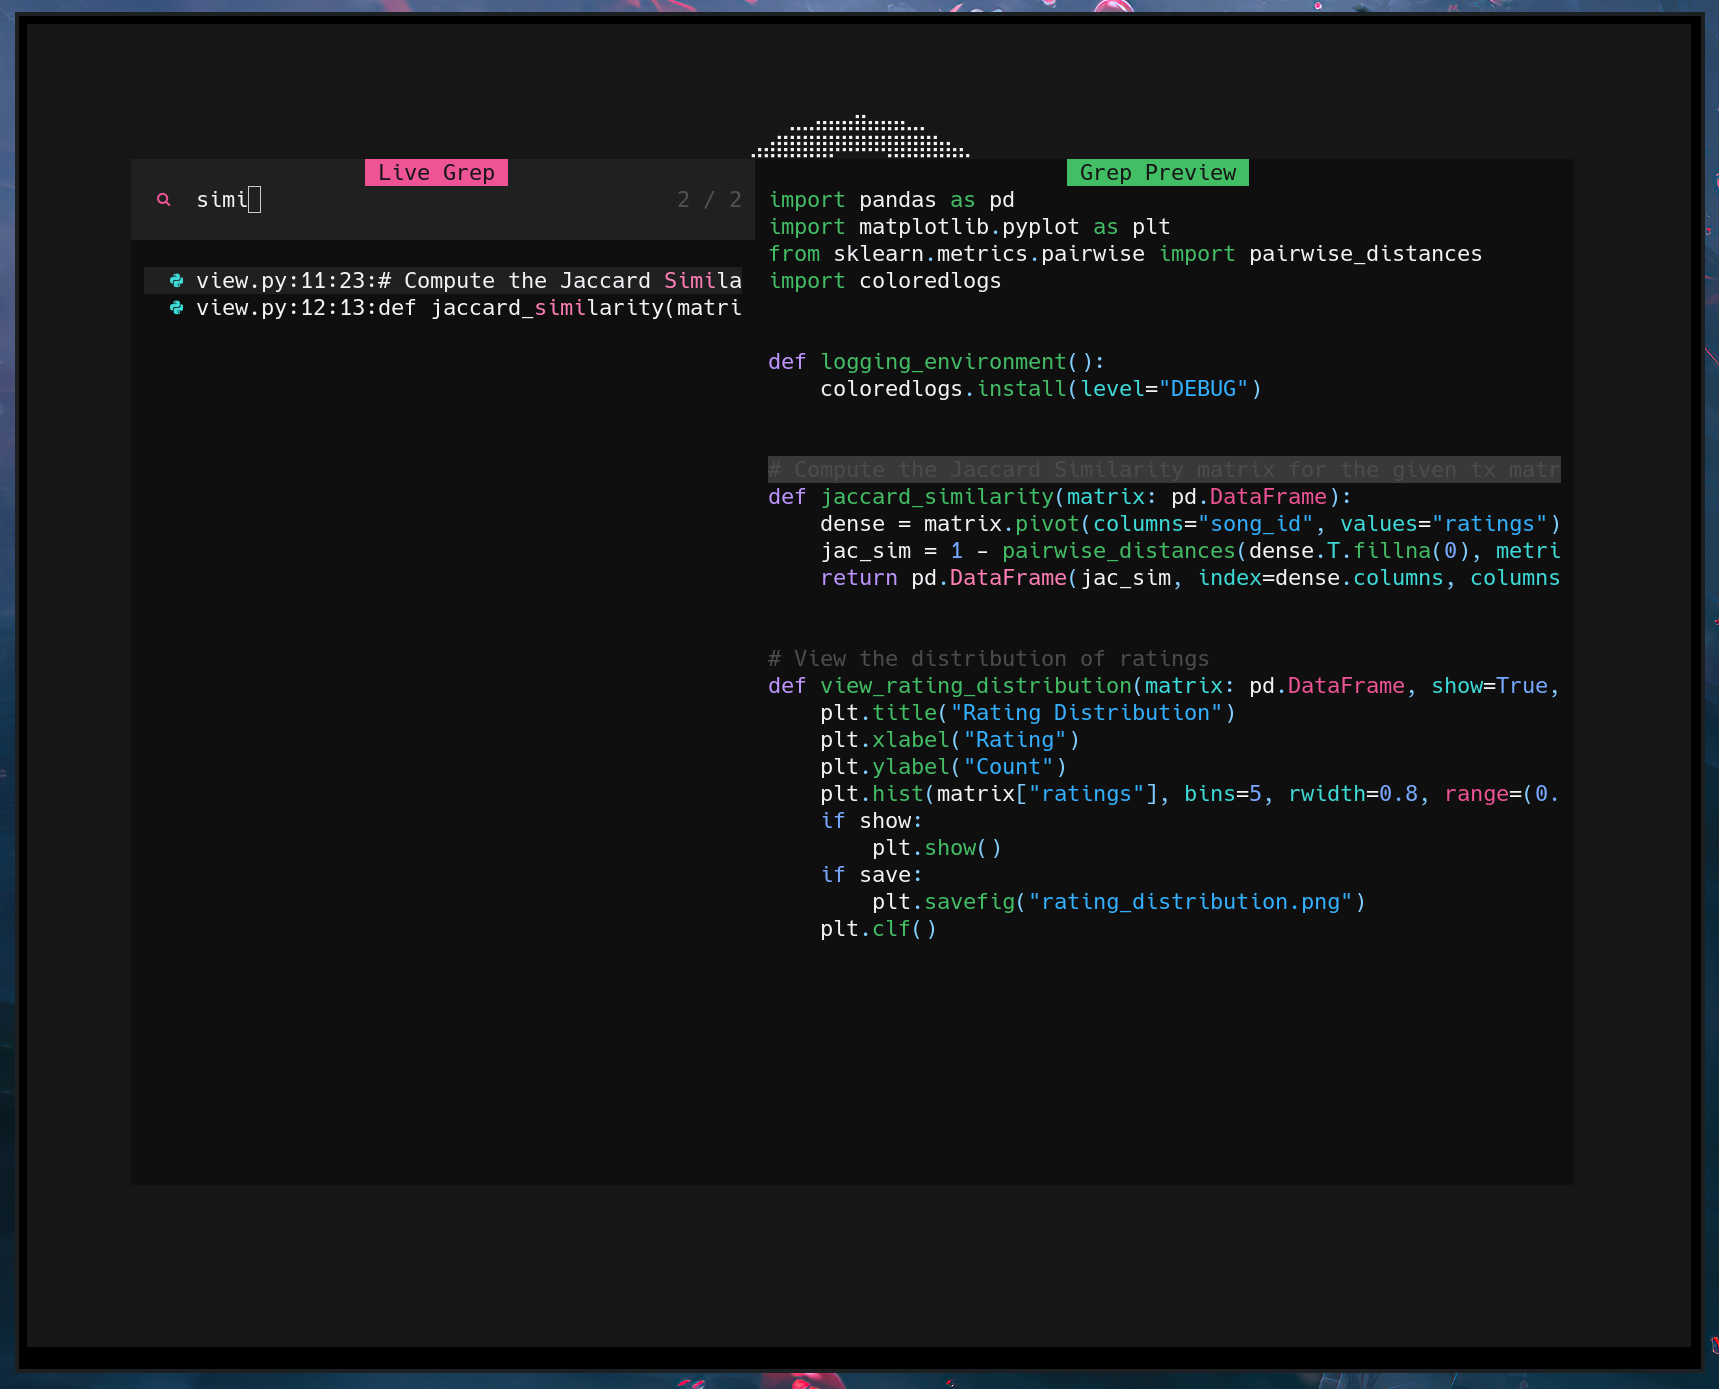 Live Grep
simi 2 / 2
view.py:11:23:# Compute the Jaccard Simila
view.py:12:13:def jaccard_similarity(matri
Grep Preview
import pandas as pd
import matplotlib.pyplot as plt
from sklearn.metrics.pairwise import pairwise_distances
import coloredlogs
def logging_environment():
    coloredlogs.install(level="DEBUG")
# Compute the Jaccard Similarity matrix for the given tx matr
def jaccard_similarity(matrix: pd.DataFrame):
    dense = matrix.pivot(columns="song_id", values="ratings")
    jac_sim = 1 - pairwise_distances(dense.T.fillna(0), metri
    return pd.DataFrame(jac_sim, index=dense.columns, columns
# View the distribution of ratings
def view_rating_distribution(matrix: pd.DataFrame, show=True,
    plt.title("Rating Distribution")
    plt.xlabel("Rating")
    plt.ylabel("Count")
    plt.hist(matrix["ratings"], bins=5, rwidth=0.8, range=(0.
    if show:
        plt.show()
    if save:
        plt.savefig("rating_distribution.png")
    plt.clf()